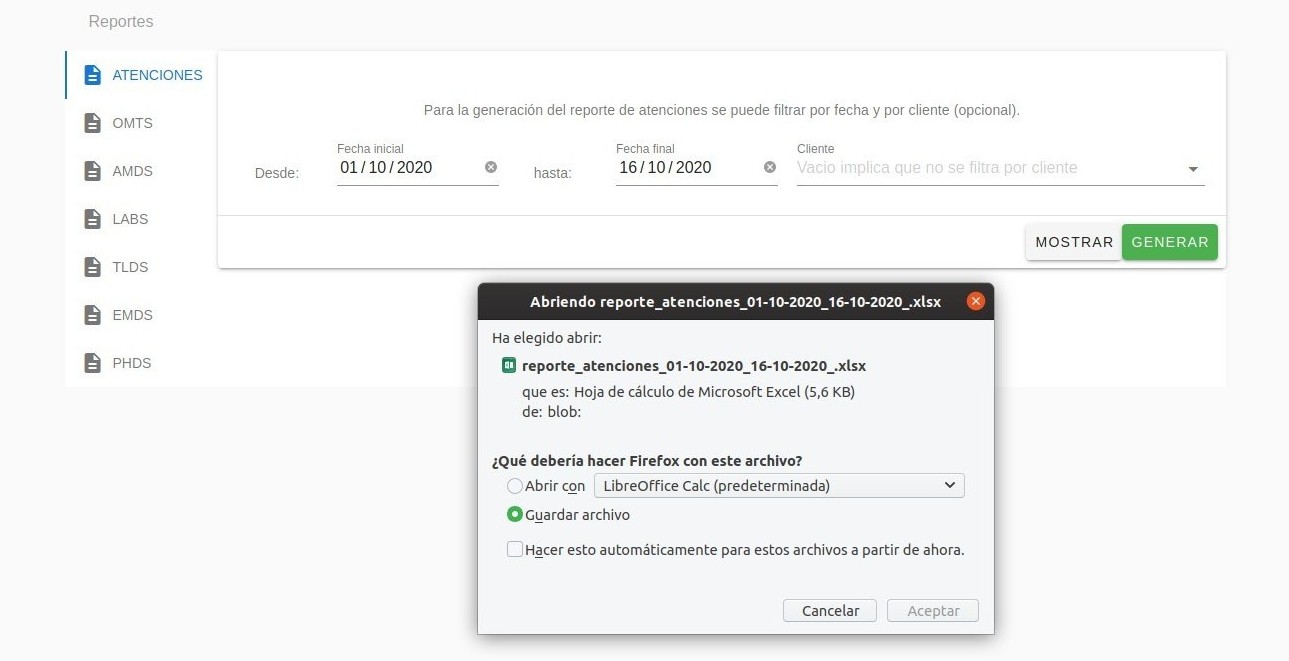 Reportes
ATENCIONES
OMTS
AMDS
LABS
TLDS
EMDS
PHDS
Para la generación del reporte de atenciones se puede filtrar por fecha y por cliente (opcional).
Desde:
Fecha inicial
01/10/2020
hasta:
Fecha final
16/10/2020
Cliente
Vacio implica que no se filtra por cliente
MOSTRAR
GENERAR
Abriendo reporte_atenciones_01-10-2020_16-10-2020_.xlsx
Ha elegido abrir:
reporte_atenciones_01-10-2020_16-10-2020_.xlsx
que es: Hoja de cálculo de Microsoft Excel (5,6 KB)
de: blob:
¿Qué debería hacer Firefox con este archivo?
Abrir con
LibreOffice Calc (predeterminada)
Guardar archivo
Hacer esto automáticamente para estos archivos a partir de ahora.
Cancelar
Aceptar